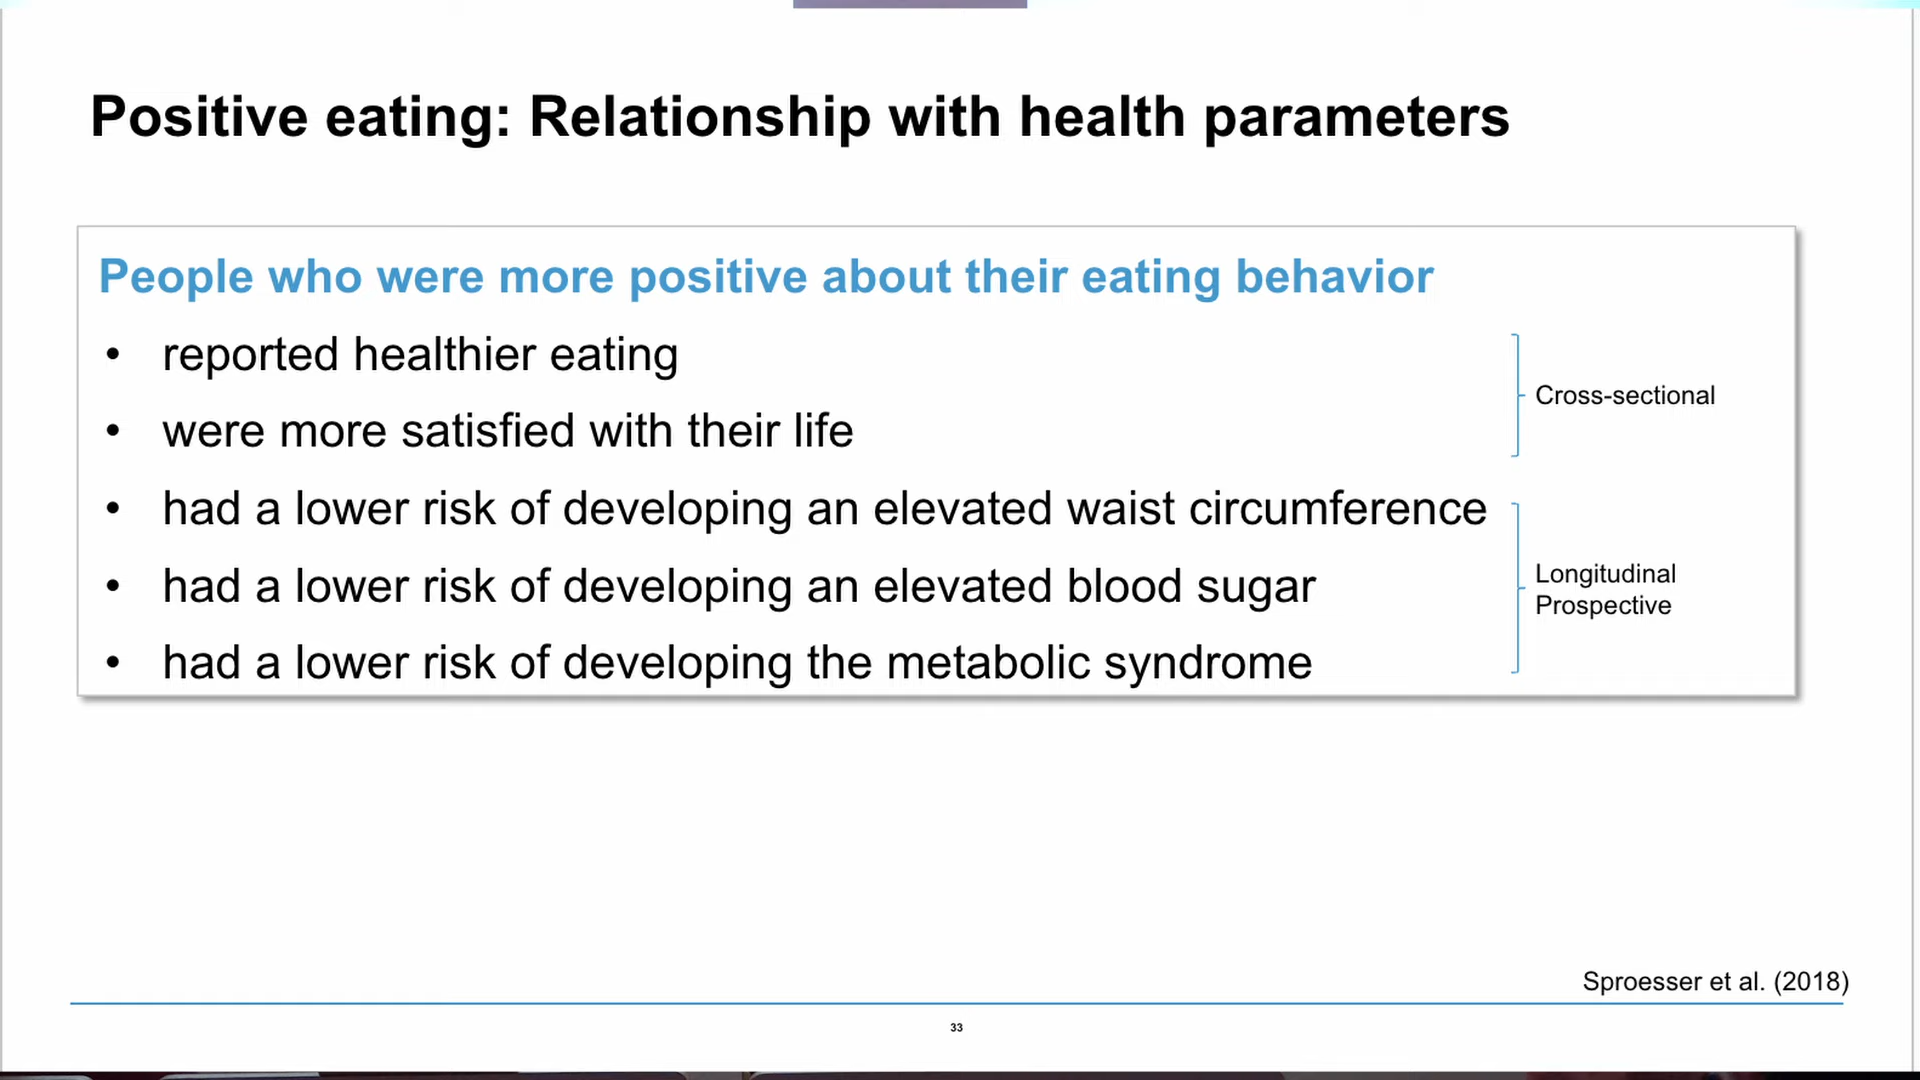 Positive eating: Relationship with health parameters
People who were more positive about their eating behavior
• reported healthier eating
• were more satisfied with their life
Cross-sectional
• had a lower risk of developing an elevated waist circumference
• had a lower risk of developing an elevated blood sugar
• had a lower risk of developing the metabolic syndrome
Longitudinal
Prospective
Sproesser et al. (2018)
33